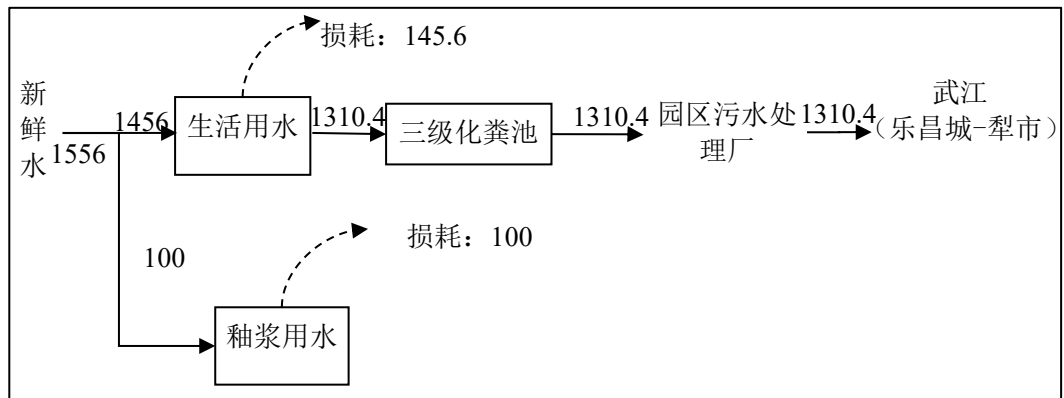 损耗：145.6
新
鲜
水
1556
1456
生活用水
1310.4
三级化粪池
1310.4
园区污水处
理厂
1310.4
武江
（乐昌城-犁市）
100
损耗：100
釉浆用水